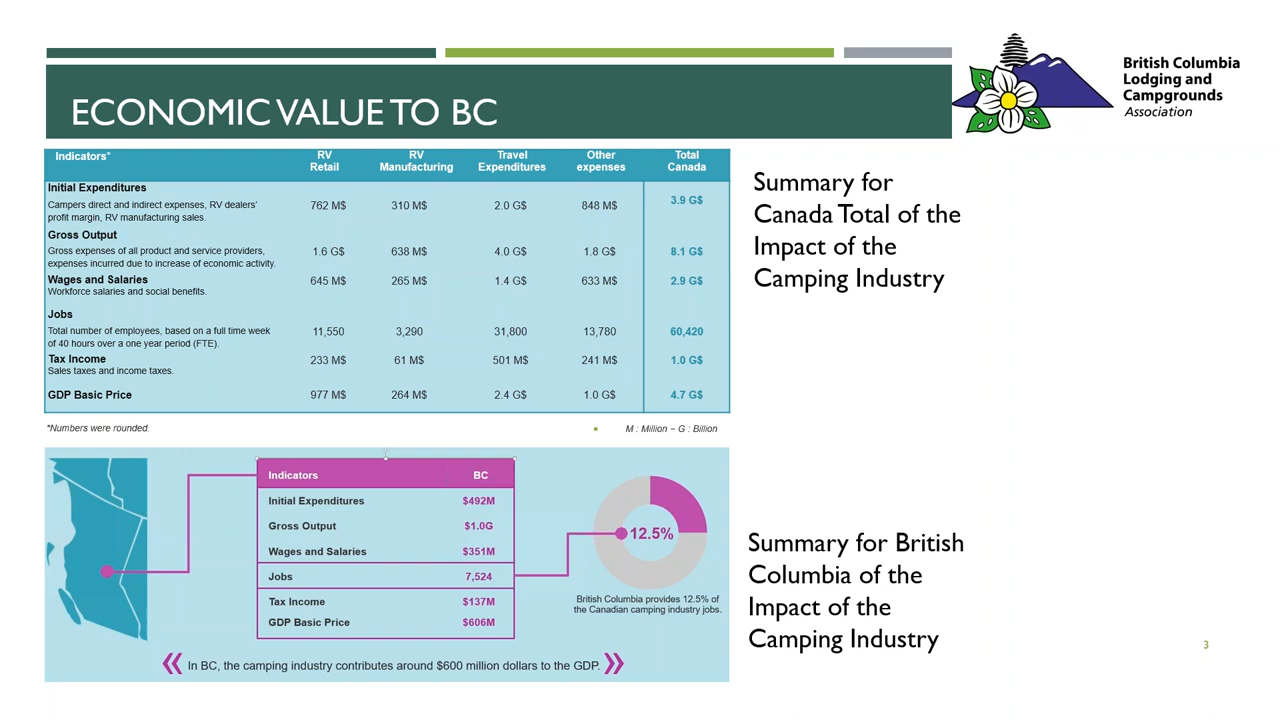 British Columbia
Lodging and
Campgrounds
Association
ECONOMIC VALUE TO BC
Indicators* RV Retail RV Manufacturing Travel Expenditures Other expenses Total Canada
Initial Expenditures
Campers direct and indirect expenses, RV dealers' 762 M$ 310 M$ 2.0 G$ 848 M$ 3.9 G$
profit margin, RV manufacturing sales.
Gross Output
Gross expenses of all product and service providers, 1.6 G$ 638 M$ 4.0 G$ 1.8 G$ 8.1 G$
expenses incurred due to increase of economic activity.
Wages and Salaries 645 M$ 265 M$ 1.4 G$ 633 M$ 2.9 G$
Workforce salaries and social benefits.
Jobs
Total number of employees, based on a full time week 11,550 3,290 31,800 13,780 60,420
of 40 hours over a one year period (FTE).
Tax Income 233 M$ 61 M$ 501 M$ 241 M$ 1.0 G$
Sales taxes and income taxes.
GDP Basic Price 977 M$ 264 M$ 2.4 G$ 1.0 G$ 4.7 G$
*Numbers were rounded.
M : Million – G : Billion
Summary for
Canada Total of the
Impact of the
Camping Industry
Indicators BC
Initial Expenditures $492M
Gross Output $1.0G
Wages and Salaries $351M
Jobs 7,524
Tax Income $137M
GDP Basic Price $606M
12.5%
British Columbia provides 12.5% of
the Canadian camping industry jobs.
« In BC, the camping industry contributes around $600 million dollars to the GDP. »
Summary for British
Columbia of the
Impact of the
Camping Industry
3